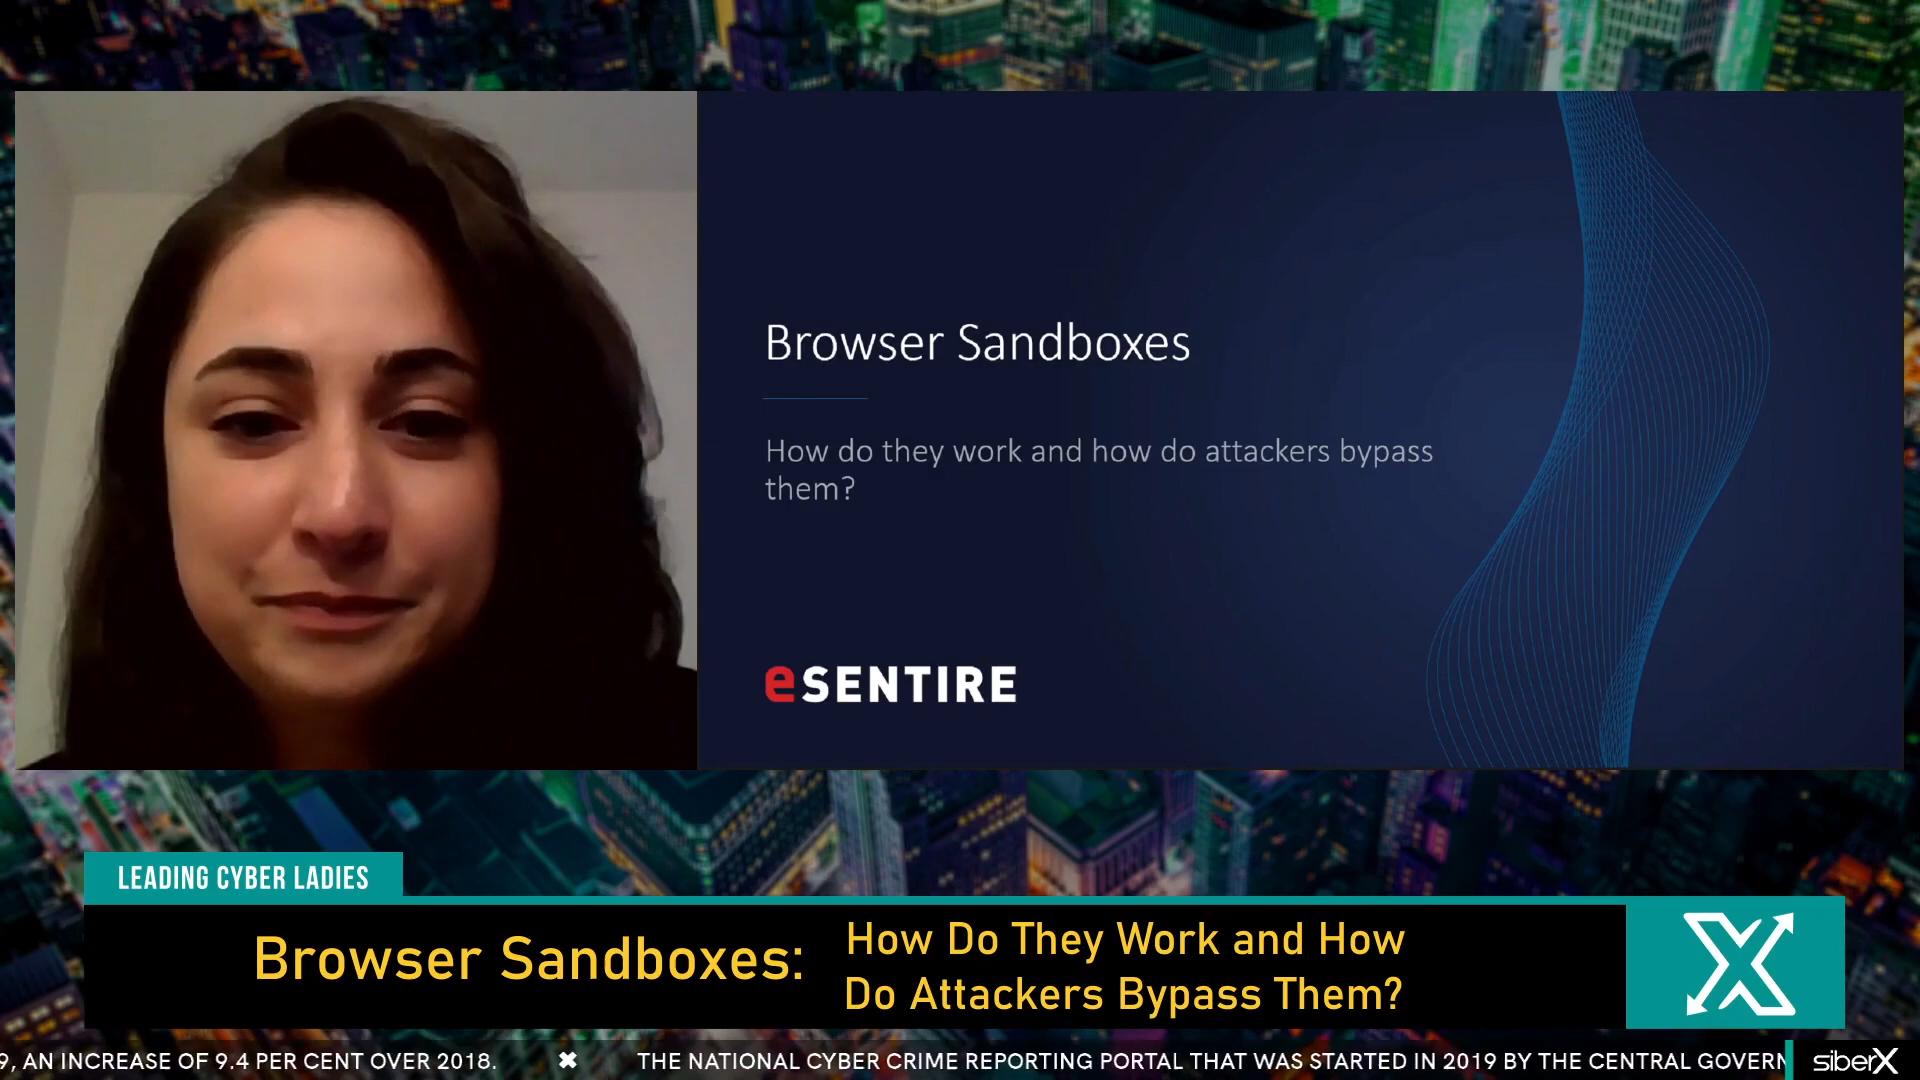 Browser Sandboxes
How do they work and how do attackers bypass
them?
eSENTIRE
LEADING CYBER LADIES
Browser Sandboxes:
How Do They Work and How
Do Attackers Bypass Them?
9, AN INCREASE OF 9.4 PER CENT OVER 2018.
THE NATIONAL CYBER CRIME REPORTING PORTAL THAT WAS STARTED IN 2019 BY THE CENTRAL GOVERN
siberX